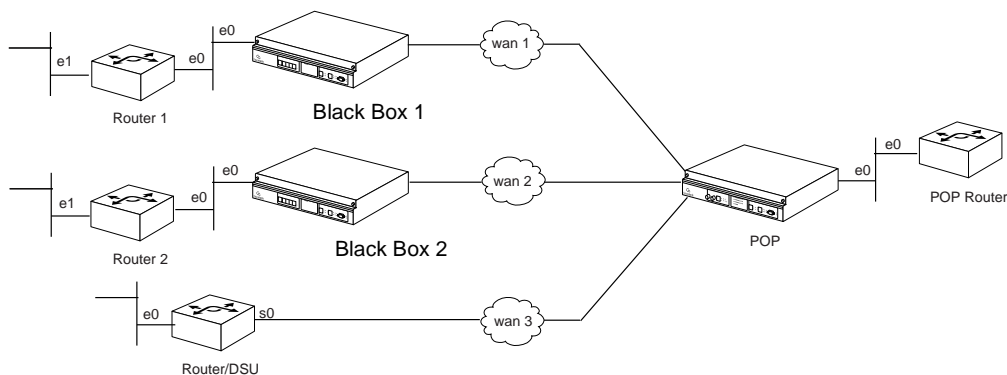 e0
wan 1
e1
e0
Router 1
Black Box 1
e0
e0
e0
wan 2
POP Router
e1
e0
POP
Router 2
Black Box 2
e0
s0
wan 3
Router/DSU